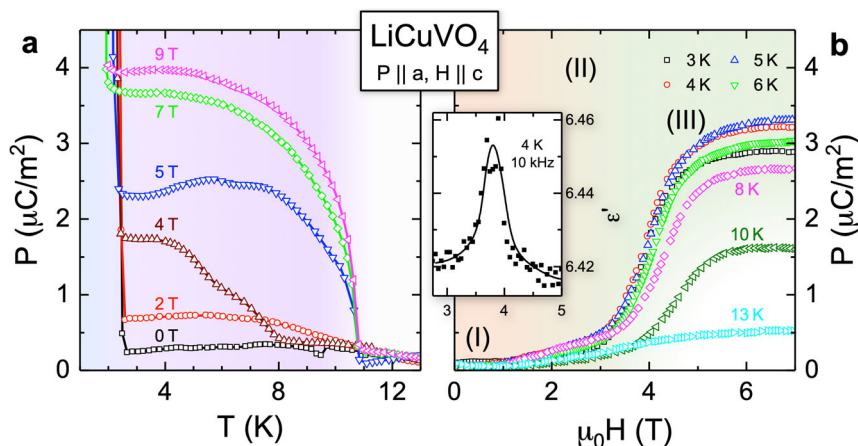 a
LiCuVO4
P || a, H || c
b
P (μC/m²)
4
3
2
1
0
9 T
7 T
5 T
4 T
2 T
0 T
4
8
12
T (K)
(II)
3 K
5 K
4 K
6 K
(III)
8 K
10 K
13 K
(I)
4 K
10 kHz
6.46
6.44
6.42
ε'
3
4
5
0
2
4
6
μ0H (T)
4
3
2
1
0
P (μC/m²)